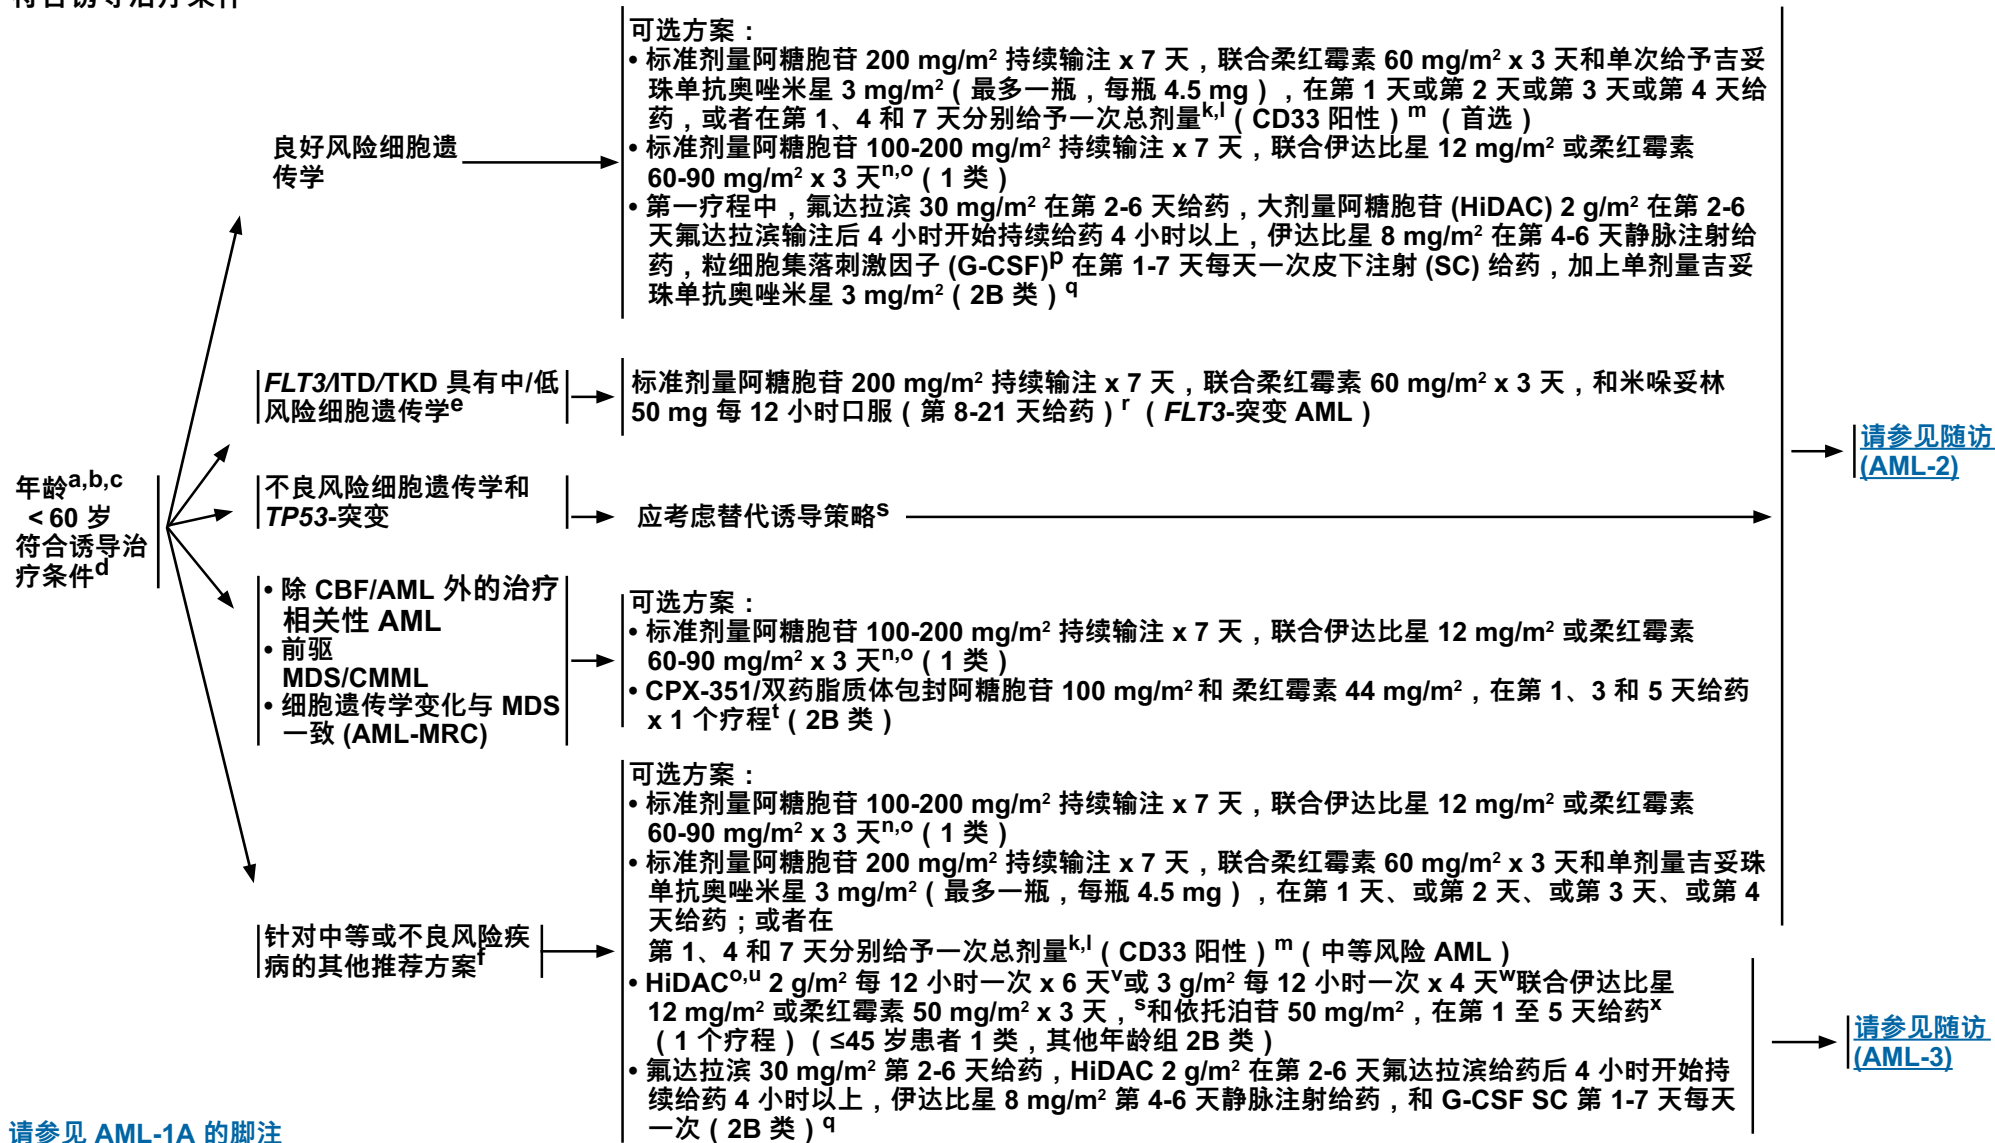 年龄a,b,c
< 60 岁
符合诱导治
疗条件d
良好风险细胞遗
传学
可选方案：
• 标准剂量阿糖胞苷 200 mg/m² 持续输注 x 7 天，联合柔红霉素 60 mg/m² x 3 天和单次给予吉妥
珠单抗奥唑米星 3 mg/m²（最多一瓶，每瓶 4.5 mg），在第 1 天或第 2 天或第 3 天或第 4 天给
药，或者在第 1、4 和 7 天分别给予一次总剂量k,l（CD33 阳性）m（首选）
• 标准剂量阿糖胞苷 100-200 mg/m² 持续输注 x 7 天，联合伊达比星 12 mg/m² 或柔红霉素
60-90 mg/m² x 3 天n,o（1 类）
• 第一疗程中，氟达拉滨 30 mg/m² 在第 2-6 天给药，大剂量阿糖胞苷 (HiDAC) 2 g/m² 在第 2-6
天氟达拉滨输注后 4 小时开始持续给药 4 小时以上，伊达比星 8 mg/m² 在第 4-6 天静脉注射给
药，粒细胞集落刺激因子 (G-CSF)p 在第 1-7 天每天一次皮下注射 (SC) 给药，加上单剂量吉妥
珠单抗奥唑米星 3 mg/m²（2B 类）q
FLT3/ITD/TKD 具有中/低
风险细胞遗传学e
标准剂量阿糖胞苷 200 mg/m² 持续输注 x 7 天，联合柔红霉素 60 mg/m² x 3 天，和米哚妥林
50 mg 每 12 小时口服（第 8-21 天给药）r（FLT3-突变 AML）
不良风险细胞遗传学和
TP53-突变
应考虑替代诱导策略s
• 除 CBF/AML 外的治疗
相关性 AML
• 前驱
MDS/CMML
• 细胞遗传学变化与 MDS
一致 (AML-MRC)
可选方案：
• 标准剂量阿糖胞苷 100-200 mg/m² 持续输注 x 7 天，联合伊达比星 12 mg/m² 或柔红霉素
60-90 mg/m² x 3 天n,o（1 类）
• CPX-351/双药脂质体包封阿糖胞苷 100 mg/m² 和 柔红霉素 44 mg/m²，在第 1、3 和 5 天给药
x 1 个疗程t（2B 类）
针对中等或不良风险疾
病的其他推荐方案f
可选方案：
• 标准剂量阿糖胞苷 100-200 mg/m² 持续输注 x 7 天，联合伊达比星 12 mg/m² 或柔红霉素
60-90 mg/m² x 3 天n,o（1 类）
• 标准剂量阿糖胞苷 200 mg/m² 持续输注 x 7 天，联合柔红霉素 60 mg/m² x 3 天和单剂量吉妥珠
单抗奥唑米星 3 mg/m²（最多一瓶，每瓶 4.5 mg），在第 1 天、或第 2 天、或第 3 天、或第 4
天给药；或者在
第 1、4 和 7 天分别给予一次总剂量k,l（CD33 阳性）m（中等风险 AML）
• HiDACo,u 2 g/m² 每 12 小时一次 x 6 天v或 3 g/m² 每 12 小时一次 x 4 天w联合伊达比星
12 mg/m² 或柔红霉素 50 mg/m² x 3 天，s和依托泊苷 50 mg/m²，在第 1 至 5 天给药x
（1 个疗程）（≤45 岁患者 1 类，其他年龄组 2B 类）
• 氟达拉滨 30 mg/m² 第 2-6 天给药，HiDAC 2 g/m² 在第 2-6 天氟达拉滨给药后 4 小时开始持
续给药 4 小时以上，伊达比星 8 mg/m² 第 4-6 天静脉注射给药，和 G-CSF SC 第 1-7 天每天
一次（2B 类）q
请参见随访
(AML-2)
请参见随访
(AML-3)
请参见 AML-1A 的脚注